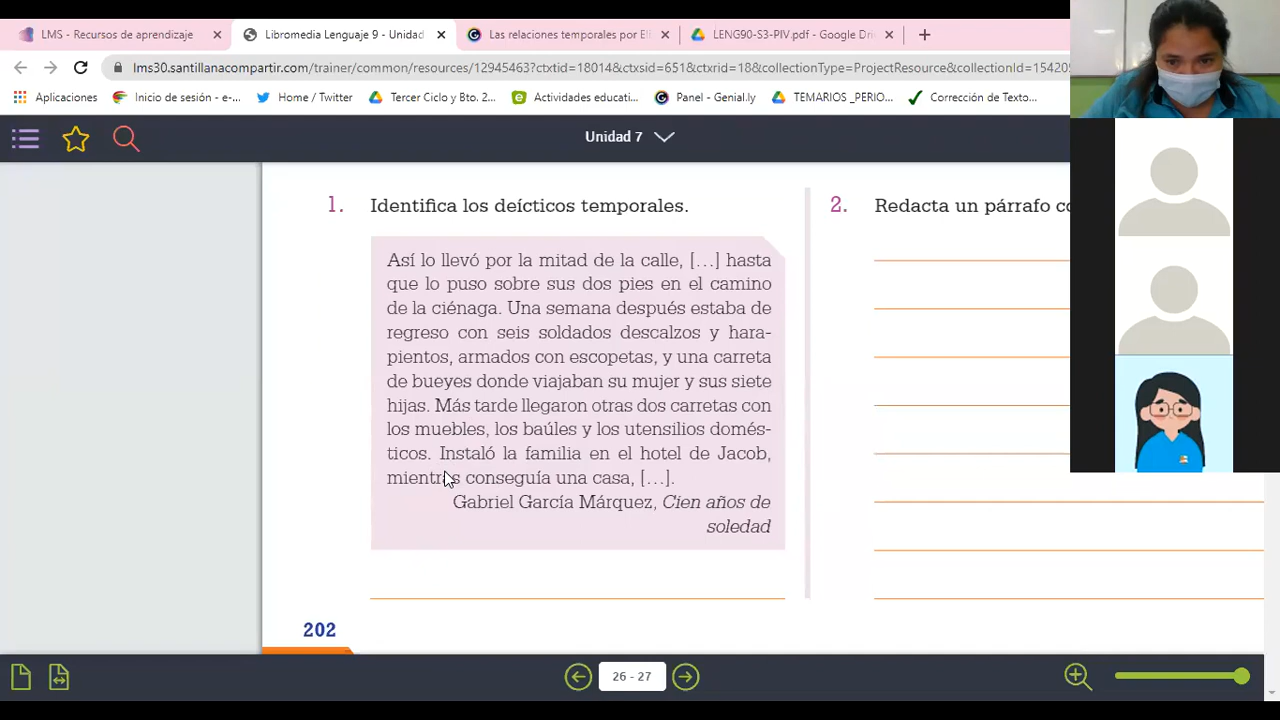 LMS - Recursos de aprendizaje
Libromedia Lenguaje 9 - Unidad
Las relaciones temporales por Eli
LENG90-S3-PIV.pdf - Google Dri
lms30.santillanacompartir.com/trainer/common/resources/12945463?ctxtid=18014&ctxsid=651&ctxrid=18&collectionType=ProjectResource&collectionId=154205
Aplicaciones
Inicio de sesión - e-...
Home / Twitter
Tercer Ciclo y Bto. 2...
Actividades educati...
Panel - Genial.ly
TEMARIOS _PERIO...
Corrección de Texto...
Unidad 7
1. Identifica los deícticos temporales.
Así lo llevó por la mitad de la calle, […] hasta
que lo puso sobre sus dos pies en el camino
de la ciénaga. Una semana después estaba de
regreso con seis soldados descalzos y hara-
pientos, armados con escopetas, y una carreta
de bueyes donde viajaban su mujer y sus siete
hijas. Más tarde llegaron otras dos carretas con
los muebles, los baúles y los utensilios domés-
ticos. Instaló la familia en el hotel de Jacob,
mientras conseguía una casa, […].
Gabriel García Márquez, Cien años de
soledad
202
2. Redacta un párrafo co
26 - 27